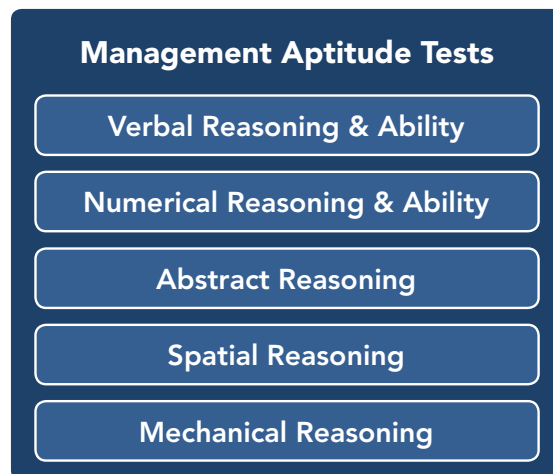 Management Aptitude Tests
Verbal Reasoning & Ability
Numerical Reasoning & Ability
Abstract Reasoning
Spatial Reasoning
Mechanical Reasoning